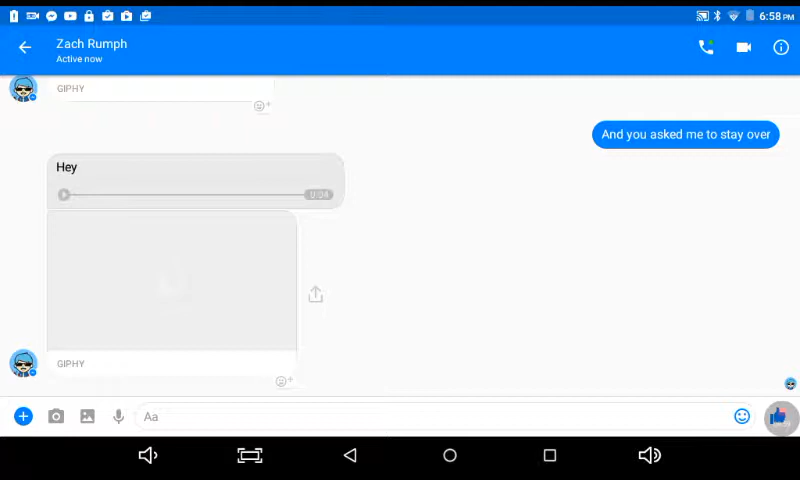 6:58 PM
Zach Rumph
Active now
GIPHY
And you asked me to stay over
Hey
0:04
GIPHY
Aa